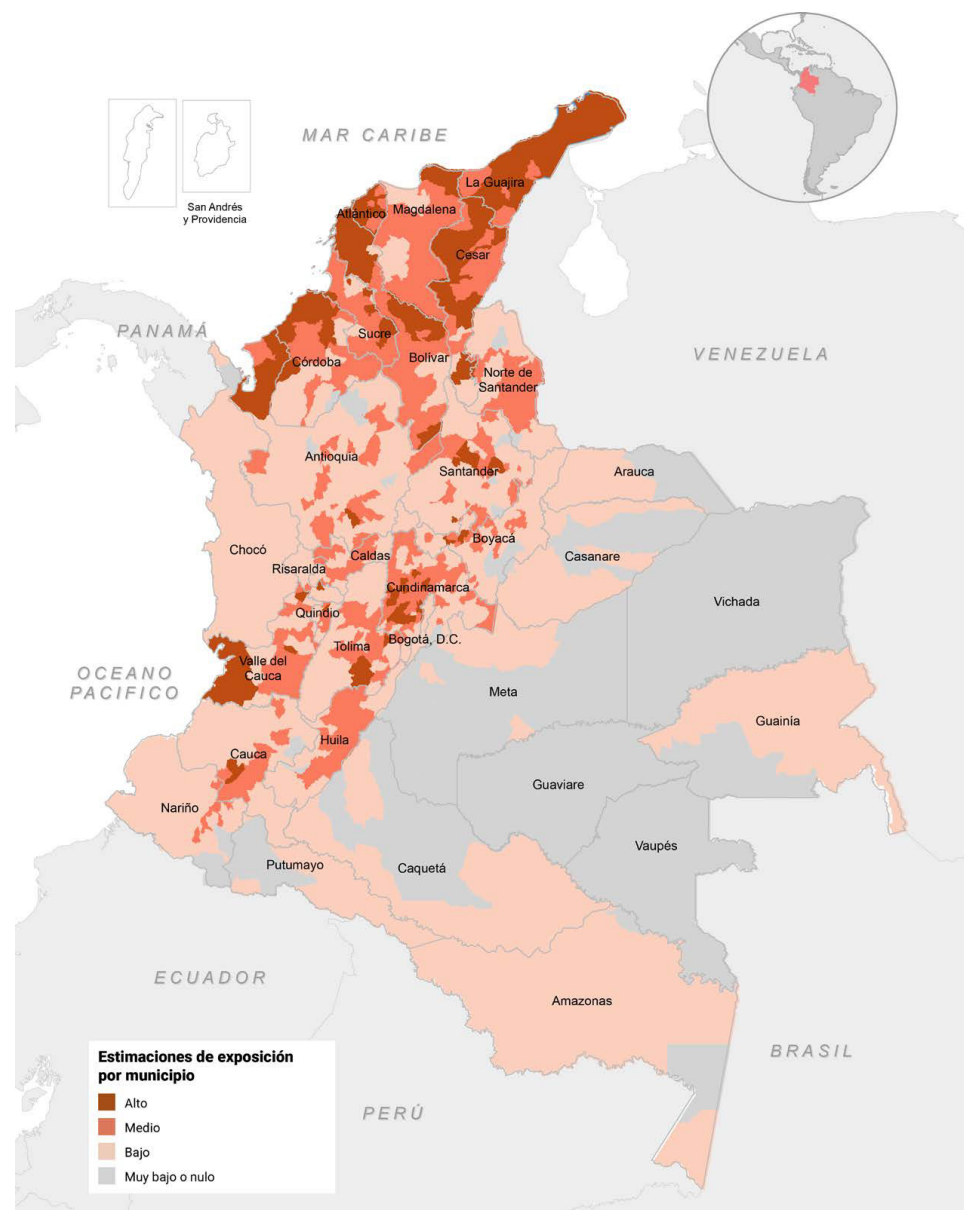 MAR CARIBE
San Andrés
y Providencia
La Guajira
Atlántico
Magdalena
Cesar
PANAMÁ
Sucre
VENEZUELA
Córdoba
Bolívar
Norte de
Santander
Antioquia
Santander
Arauca
Chocó
Boyacá
Caldas
Casanare
Risaralda
Cundinamarca
Vichada
Quindio
Tolima
Bogotá, D.C.
OCEANO
PACIFICO
Valle del
Cauca
Meta
Guainía
Huila
Cauca
Guaviare
Nariño
Vaupés
Putumayo
Caquetá
ECUADOR
Amazonas
BRASIL
PERÚ
Estimaciones de exposición
por municipio
Alto
Medio
Bajo
Muy bajo o nulo